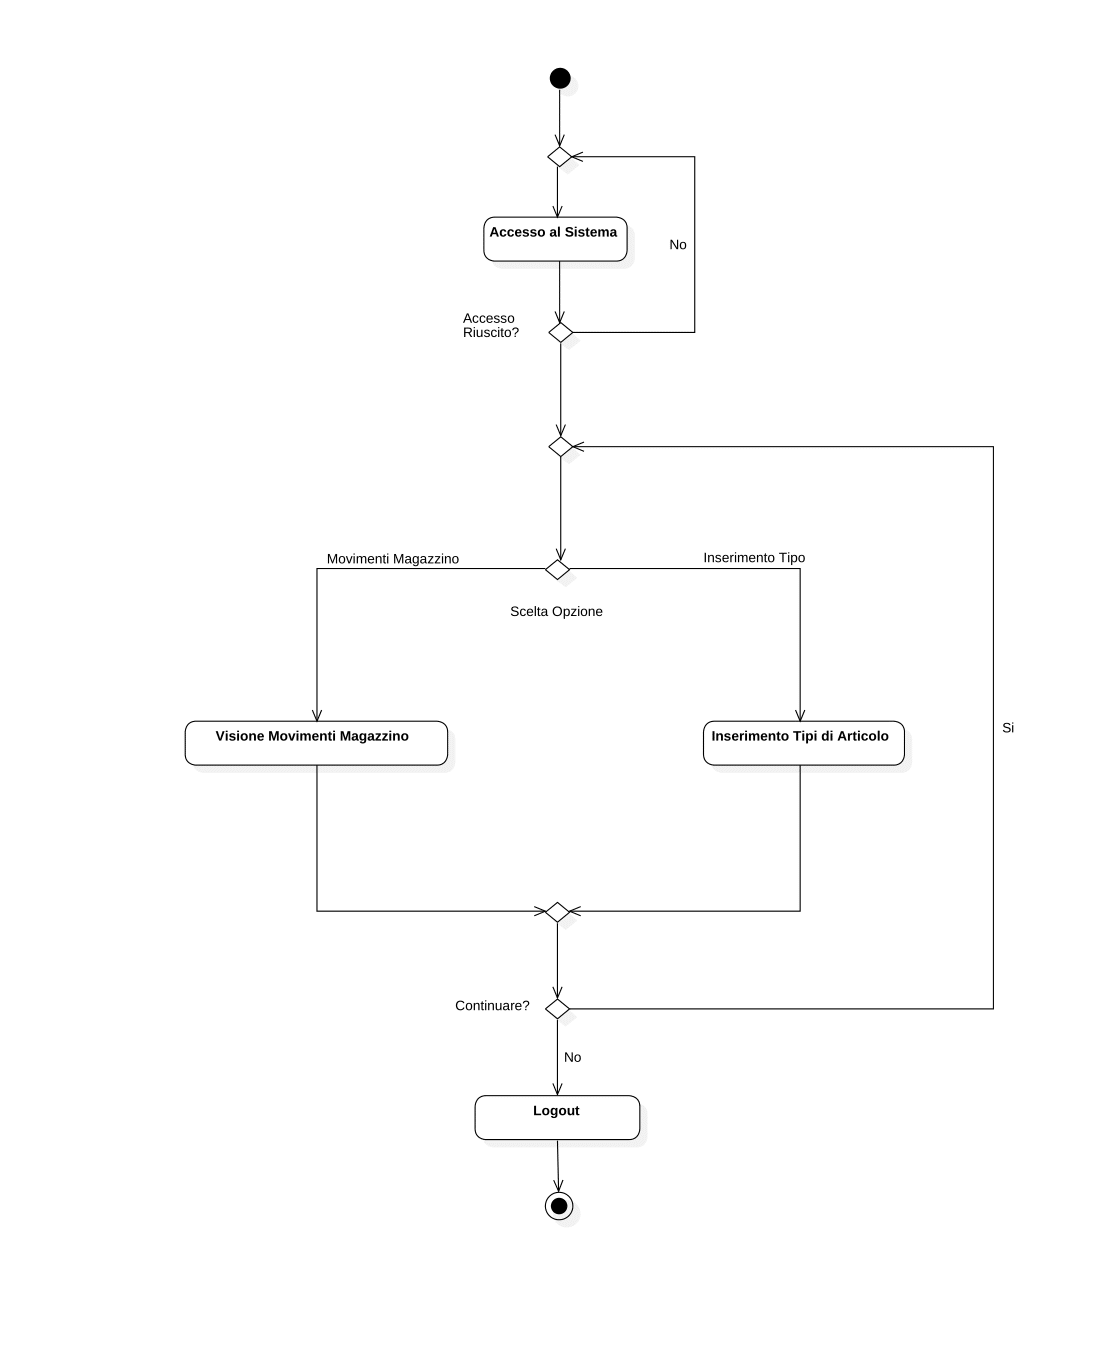 Accesso al Sistema
No
Accesso
Riuscito?
Movimenti Magazzino
Inserimento Tipo
Scelta Opzione
Visione Movimenti Magazzino
Inserimento Tipi di Articolo
Si
Continuare?
No
Logout